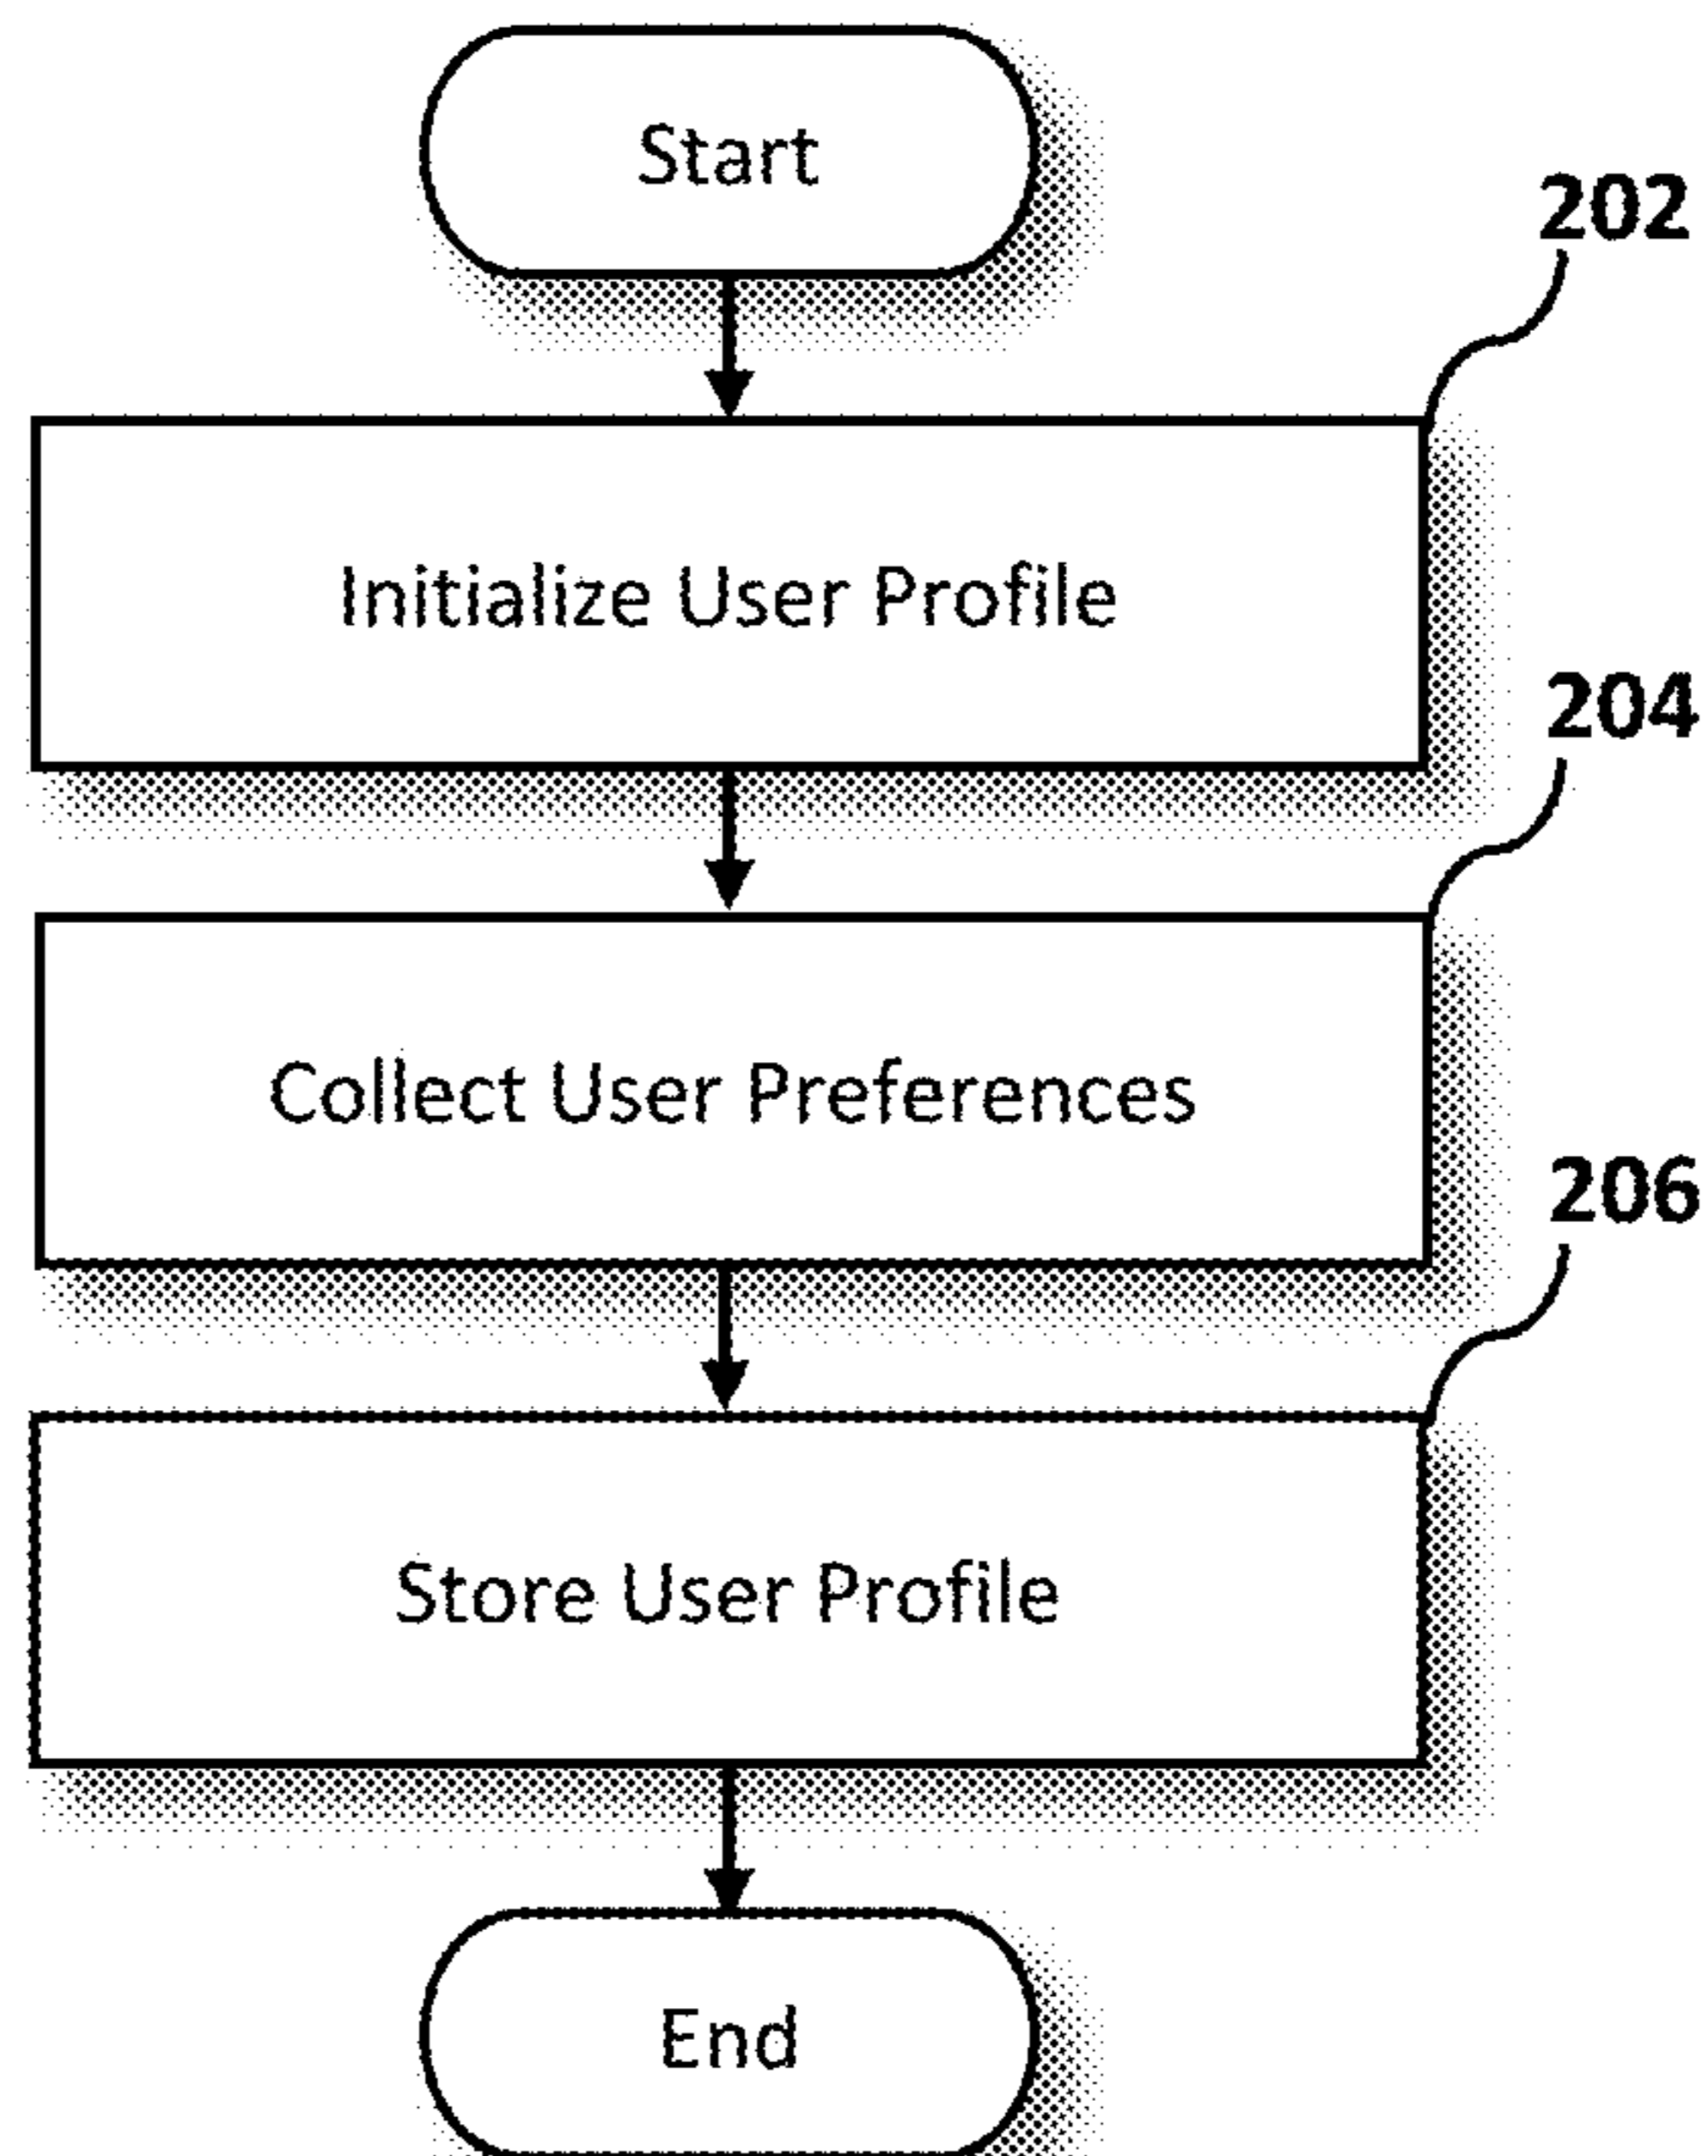 Start
202
Initialize User Profile
204
Collect User Preferences
206
Store User Profile
End